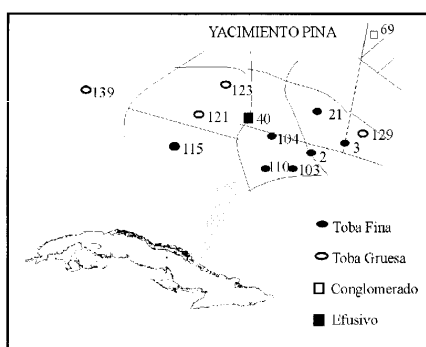 YACIMIENTO PINA
69
139
123
121
40
21
104
129
115
2
3
110
103
Toba Fina
Toba Gruesa
Conglomerado
Efusivo